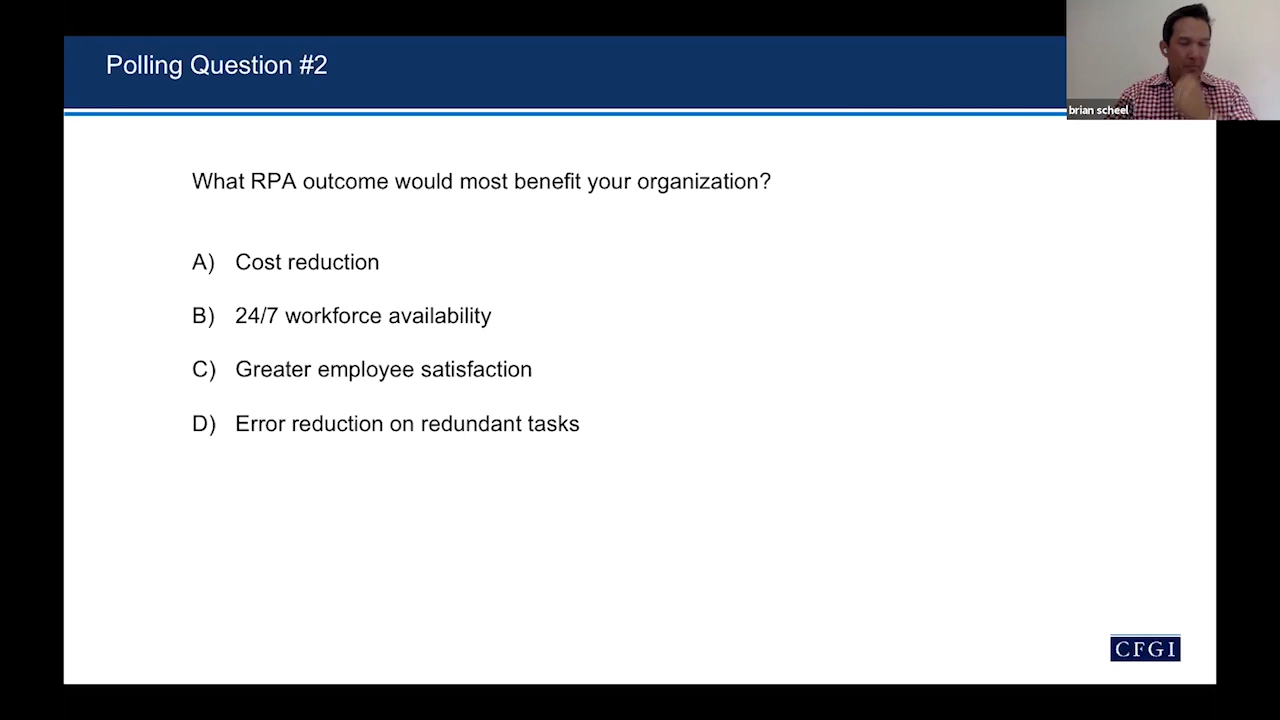 Polling Question #2
brian scheel
What RPA outcome would most benefit your organization?
A) Cost reduction
B) 24/7 workforce availability
C) Greater employee satisfaction
D) Error reduction on redundant tasks
CFGI